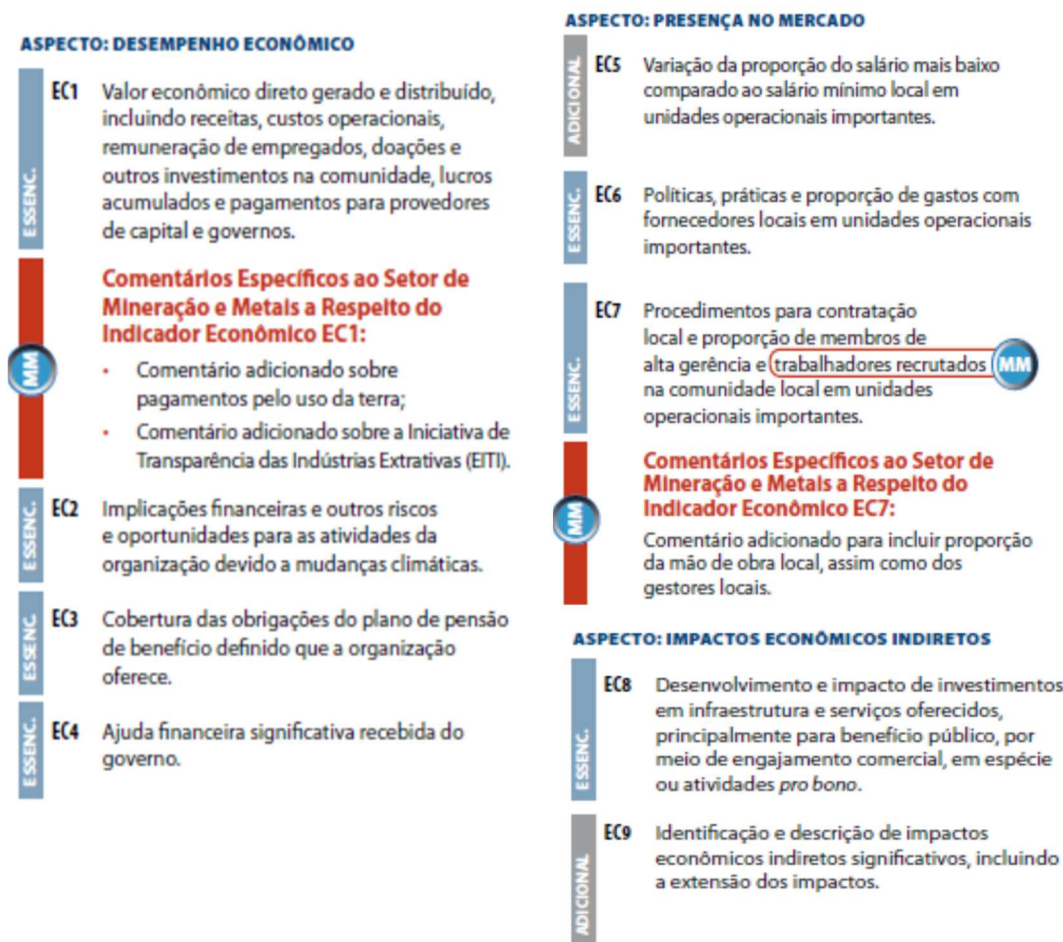 ASPECTO: DESEMPENHO ECONÔMICO
ESSENC.
EC1 Valor econômico direto gerado e distribuído,
incluindo receitas, custos operacionais,
remuneração de empregados, doações e
outros investimentos na comunidade, lucros
acumulados e pagamentos para provedores
de capital e governos.
MM
Comentários Específicos ao Setor de
Mineração e Metais a Respeito do
Indicador Econômico EC1:
• Comentário adicionado sobre
pagamentos pelo uso da terra;
• Comentário adicionado sobre a Iniciativa de
Transparência das Indústrias Extrativas (EITI).
ESSENC.
EC2 Implicações financeiras e outros riscos
e oportunidades para as atividades da
organização devido a mudanças climáticas.
ESSENC.
EC3 Cobertura das obrigações do plano de pensão
de benefício definido que a organização
oferece.
ESSENC.
EC4 Ajuda financeira significativa recebida do
governo.
ASPECTO: PRESENÇA NO MERCADO
ADICIONAL
EC5 Variação da proporção do salário mais baixo
comparado ao salário mínimo local em
unidades operacionais importantes.
ESSENC.
EC6 Políticas, práticas e proporção de gastos com
fornecedores locais em unidades operacionais
importantes.
ESSENC.
EC7 Procedimentos para contratação
local e proporção de membros de
alta gerência e trabalhadores recrutados MM
na comunidade local em unidades
operacionais importantes.
MM
Comentários Específicos ao Setor de
Mineração e Metais a Respeito do
Indicador Econômico EC7:
Comentário adicionado para incluir proporção
da mão de obra local, assim como dos
gestores locais.
ASPECTO: IMPACTOS ECONÔMICOS INDIRETOS
ESSENC.
EC8 Desenvolvimento e impacto de investimentos
em infraestrutura e serviços oferecidos,
principalmente para benefício público, por
meio de engajamento comercial, em espécie
ou atividades pro bono.
ADICIONAL
EC9 Identificação e descrição de impactos
econômicos indiretos significativos, incluindo
a extensão dos impactos.